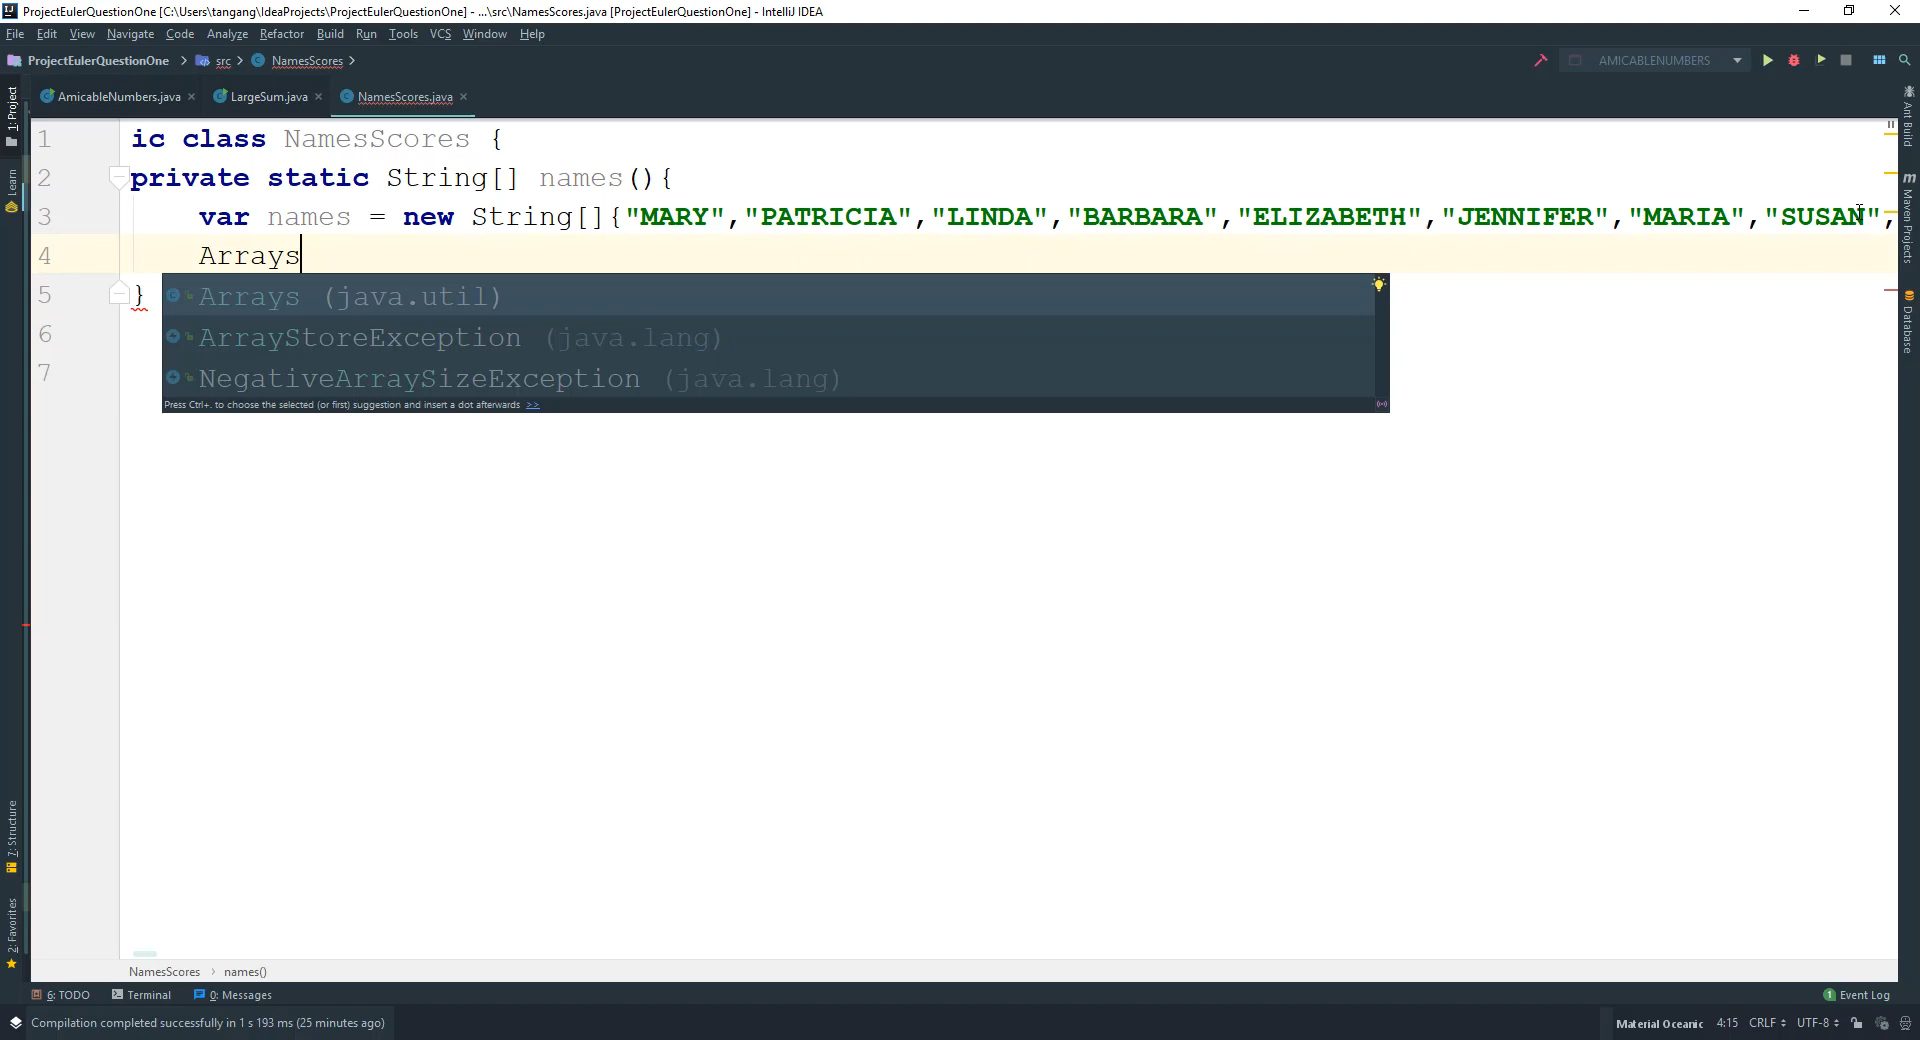 ProjectEulerQuestionOne [C:\Users\tangang\IdeaProjects\ProjectEulerQuestionOne] - ...\src\NamesScores.java [ProjectEulerQuestionOne] - IntelliJ IDEA
File Edit View Navigate Code Analyze Refactor Build Run Tools VCS Window Help
ProjectEulerQuestionOne src NamesScores AMICABLENUMBERS
AmicableNumbers.java LargeSum.java NamesScores.java
1 ic class NamesScores {
2 private static String[] names(){
3 var names = new String[]{"MARY","PATRICIA","LINDA","BARBARA","ELIZABETH","JENNIFER","MARIA","SUSAN",
4 Arrays
5 }
Arrays (java.util)
6 ArrayStoreException (java.lang)
7 NegativeArraySizeException (java.lang)
Press Ctrl+. to choose the selected (or first) suggestion and insert a dot afterwards >>
1: Project
Learn
7: Structure
2: Favorites
Ant Build
m Maven Projects
Database
NamesScores names()
6: TODO Terminal 0: Messages 1 Event Log
Compilation completed successfully in 1 s 193 ms (25 minutes ago) Material Oceanic 4:15 CRLF UTF-8